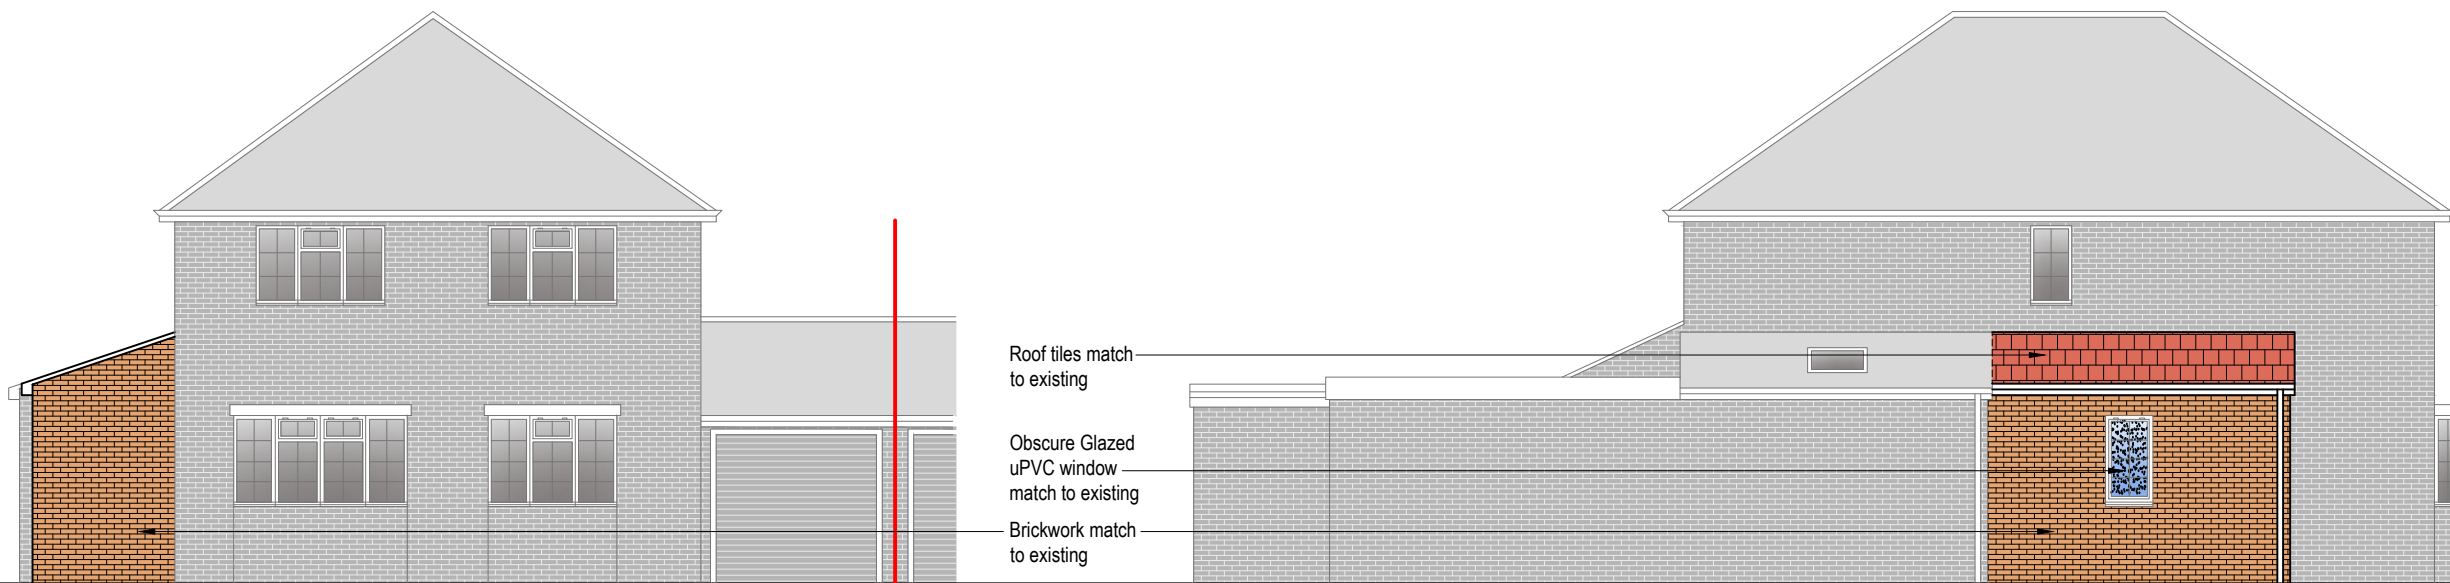 Roof tiles match
to existing
Obscure Glazed
uPVC window
match to existing
Brickwork match
to existing